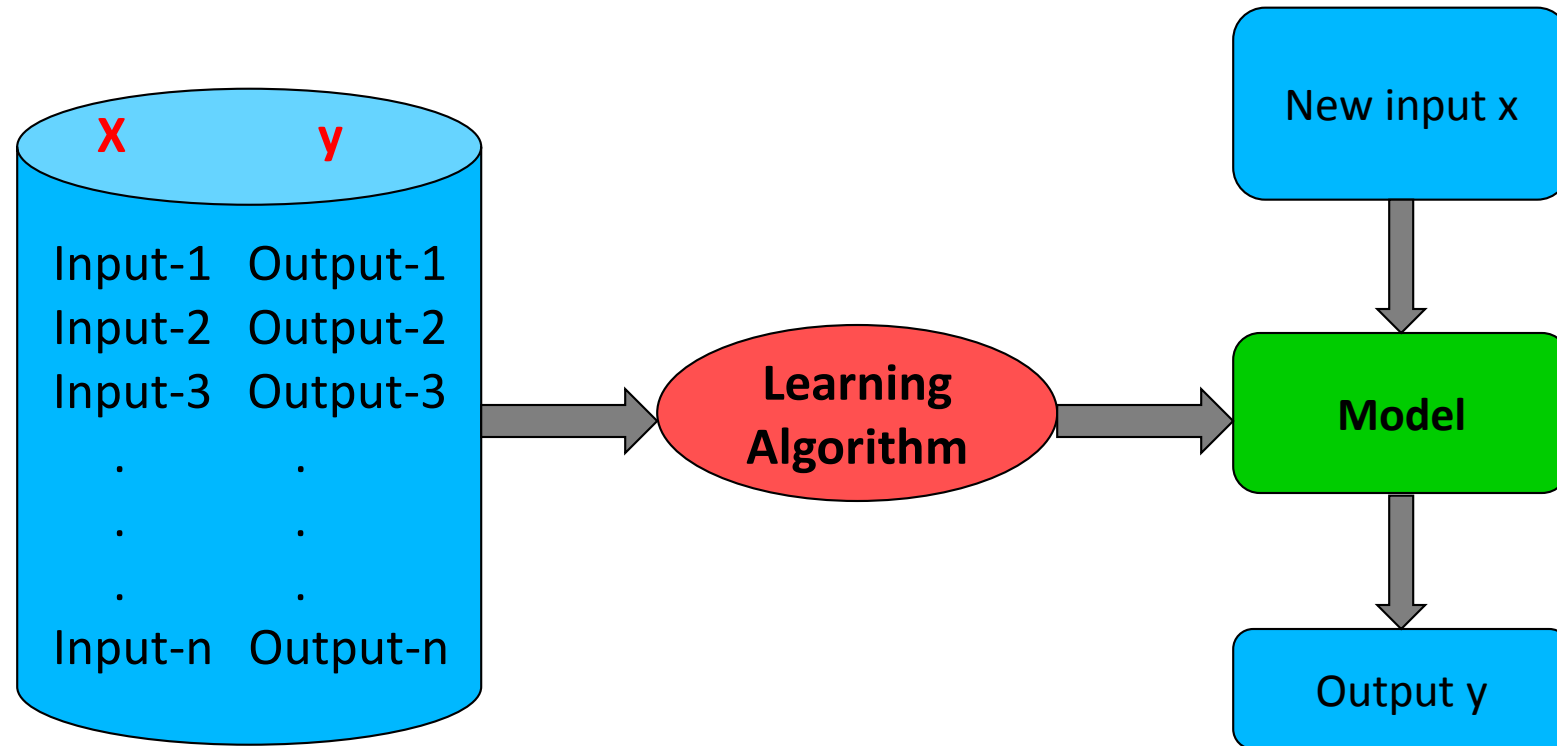 X y
Input-1 Output-1
Input-2 Output-2
Input-3 Output-3
. .
. .
. .
Input-n Output-n
Learning
Algorithm
New input x
Model
Output y